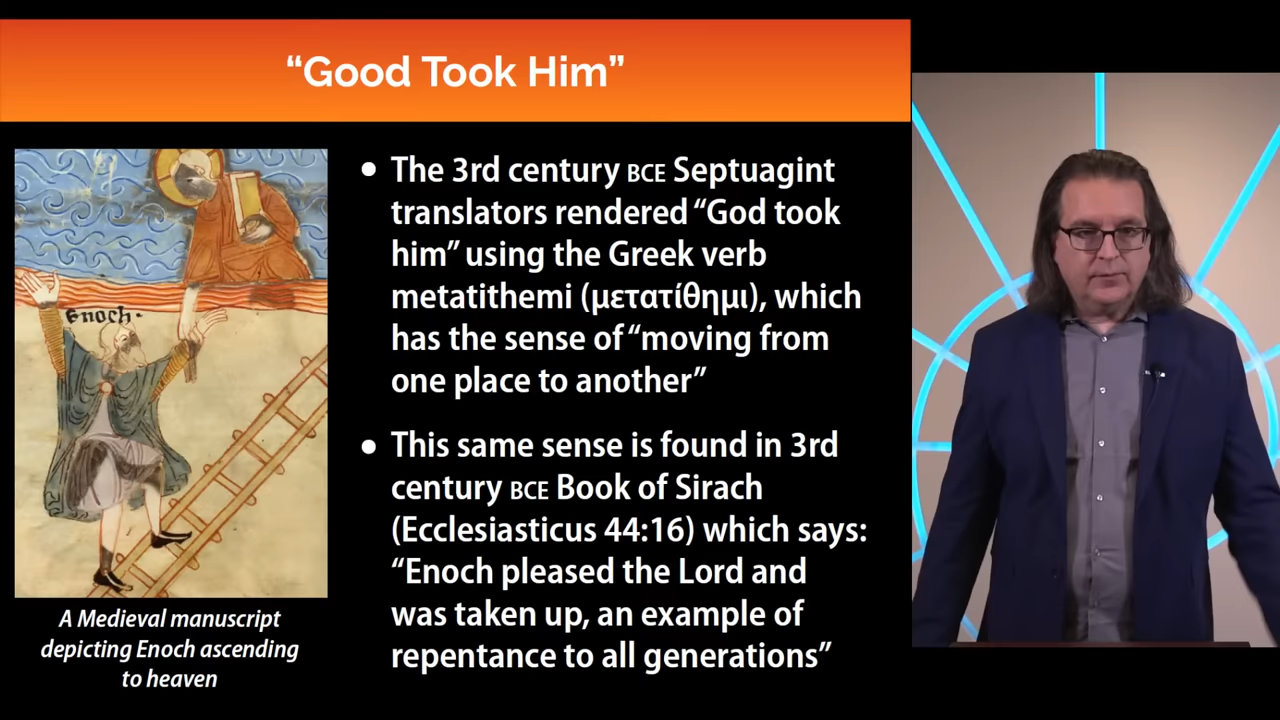 “Good Took Him”
Enoch.
A Medieval manuscript
depicting Enoch ascending
to heaven
• The 3rd century BCE Septuagint
translators rendered “God took
him” using the Greek verb
metatithemi (μετατίθημι), which
has the sense of “moving from
one place to another”
• This same sense is found in 3rd
century BCE Book of Sirach
(Ecclesiasticus 44:16) which says:
“Enoch pleased the Lord and
was taken up, an example of
repentance to all generations”